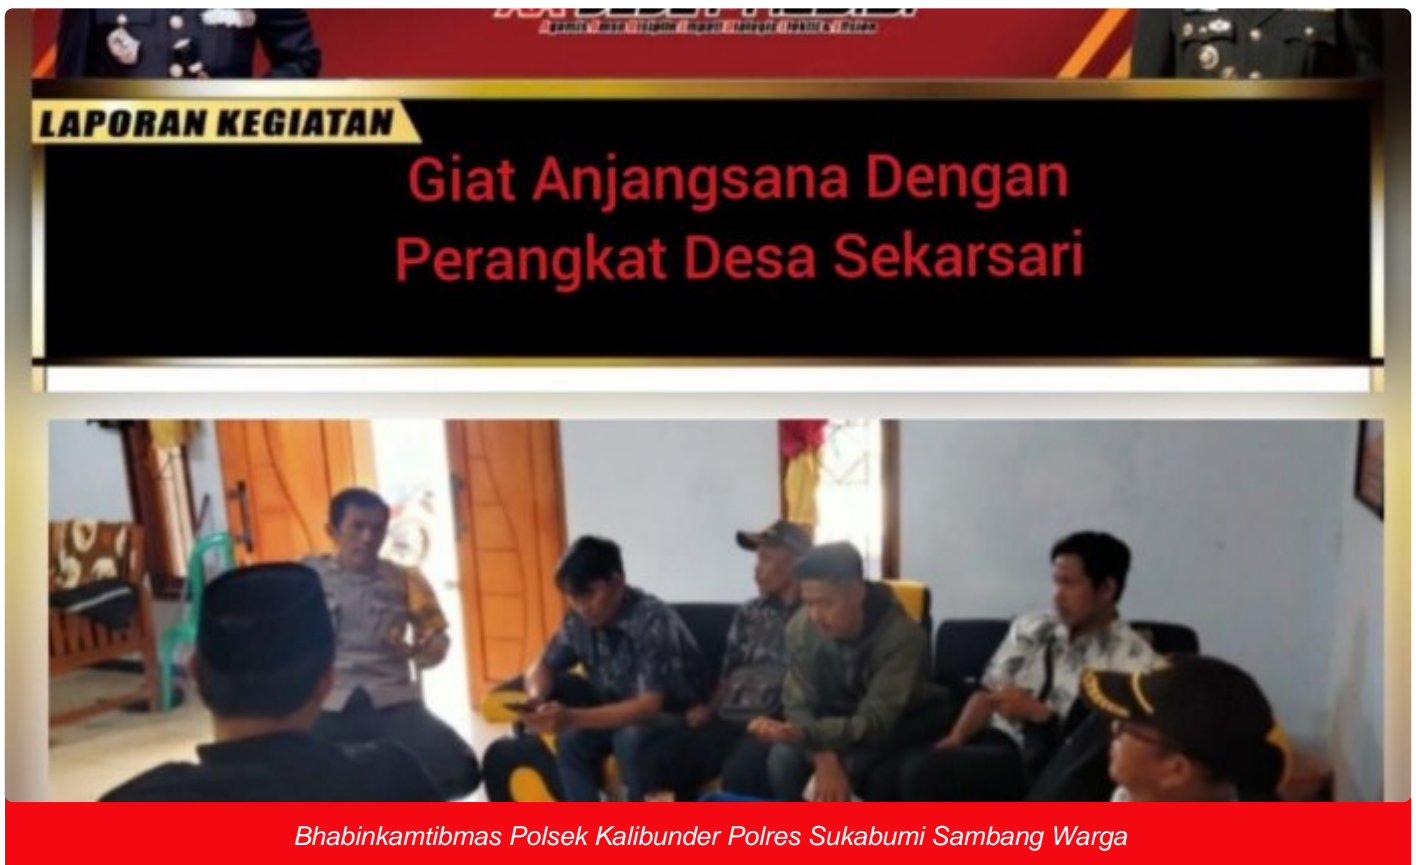 LAPORAN KEGIATAN
Giat Anjangsana Dengan
Perangkat Desa Sekarsari
Bhabinkamtibmas Polsek Kalibunder Polres Sukabumi Sambang Warga